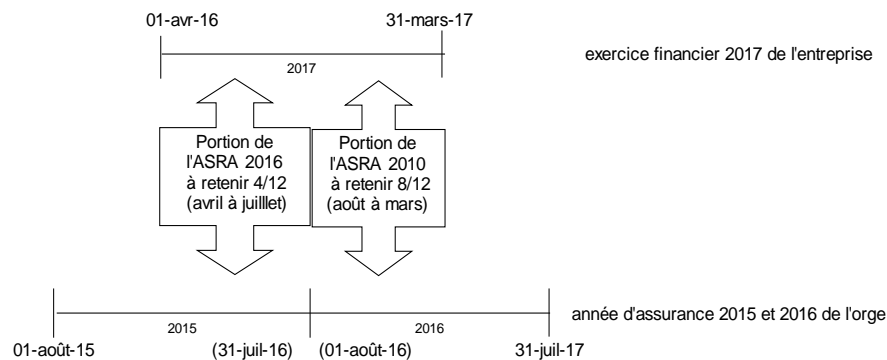 01-avr-16
31-mars-17
2017
exercice financier 2017 de l'entreprise
Portion de
l'ASRA 2016
à retenir 4/12
(avril à juilllet)
Portion de
l'ASRA 2010
à retenir 8/12
(août à mars)
2015
2016
année d'assurance 2015 et 2016 de l'orge
01-août-15
(31-juil-16)
(01-août-16)
31-juil-17